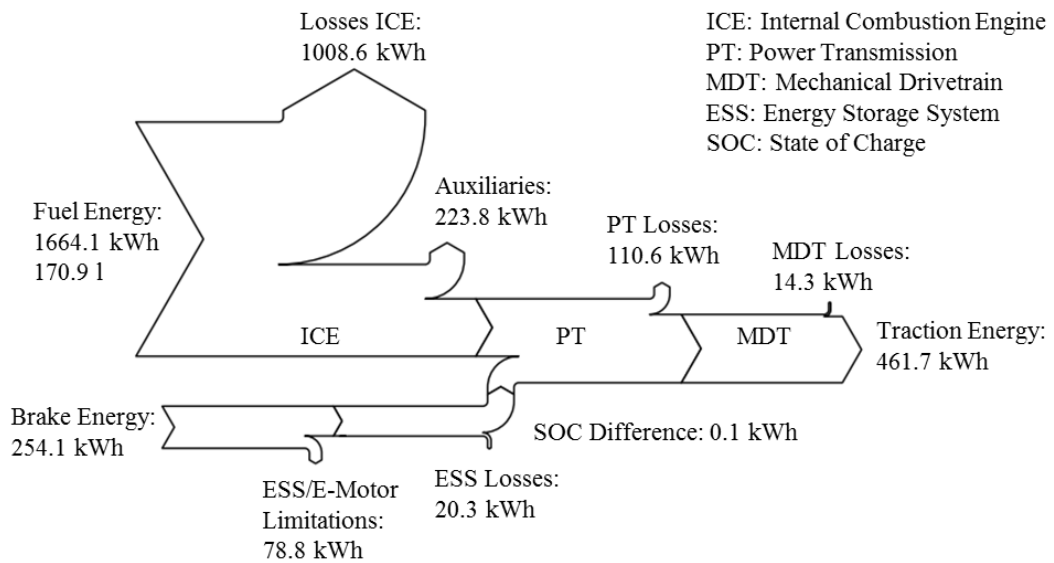 Losses ICE:
1008.6 kWh
ICE: Internal Combustion Engine
PT: Power Transmission
MDT: Mechanical Drivetrain
ESS: Energy Storage System
SOC: State of Charge
Auxiliaries:
223.8 kWh
Fuel Energy:
1664.1 kWh
170.9 l
PT Losses:
110.6 kWh
MDT Losses:
14.3 kWh
ICE
PT
MDT
Traction Energy:
461.7 kWh
Brake Energy:
254.1 kWh
SOC Difference: 0.1 kWh
ESS/E-Motor
Limitations:
78.8 kWh
ESS Losses:
20.3 kWh